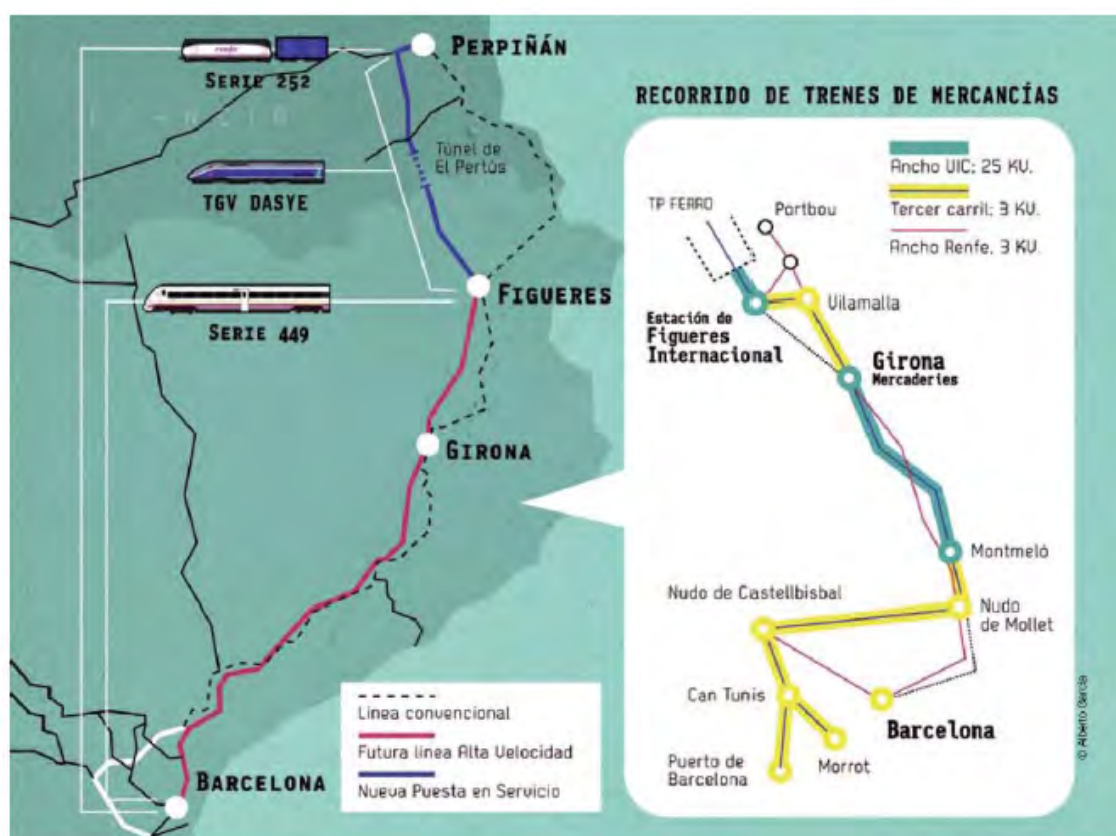 PERPIÑÁN
renfe
SERIE 252
Túnel de
El Pertús
TGV DASYE
FIGUERES
SERIE 449
GIRONA
BARCELONA
Línea convencional
Futura línea Alta Velocidad
Nueva Puesta en Servicio
RECORRIDO DE TRENES DE MERCANCÍAS
Ancho UIC: 25 KV.
Tercer carril: 3 KV.
Ancho Renfe, 3 KV.
TP FERRO
Portbou
Vilamalla
Estación de
Figueres
Internacional
Girona
Mercaderies
Montmeló
Nudo de Castellbisbal
Nudo
de Mollet
Can Tunis
Barcelona
Puerto de
Barcelona
Morrot
© Alberto García